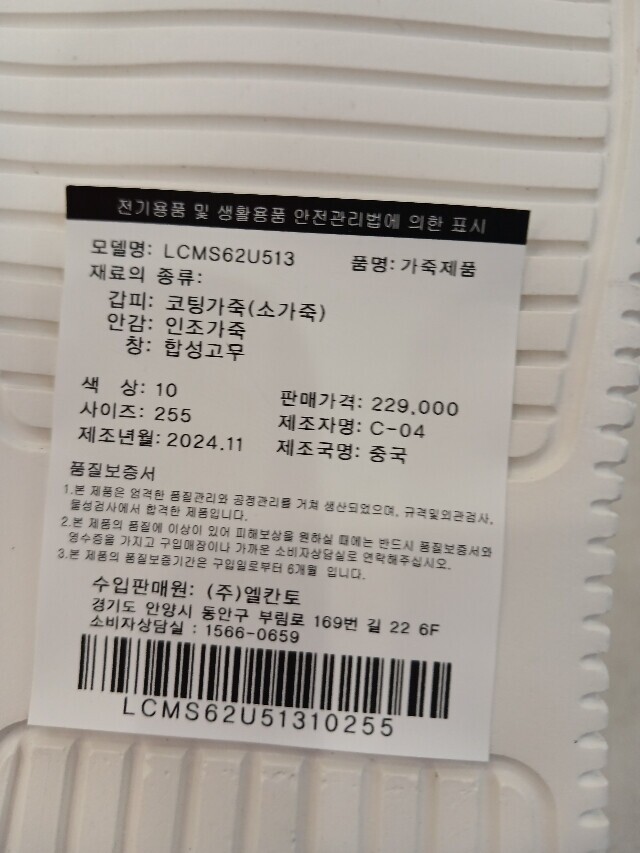 전기용품 및 생활용품 안전관리법에 의한 표시
모델명: LCMS62U513 품명: 가죽제품
재료의 종류:
갑피: 코팅가죽(소가죽)
안감: 인조가죽
창: 합성고무
색 상: 10 판매가격: 229,000
사이즈: 255 제조자명: C-04
제조년월: 2024.11 제조국명: 중국
품질보증서
1.본 제품은 엄격한 품질관리와 공정관리를 거쳐 생산되었으며, 규격및외관검사,
물성검사에서 합격한 제품입니다.
2.본 제품의 품질에 이상이 있어 피해보상을 원하실 때에는 반드시 품질보증서와
영수증을 가지고 구입매장이나 가까운 소비자상담실로 연락해주십시오.
3.본 제품의 품질보증기간은 구입일로부터 6개월 입니다.
수입판매원: (주)엘칸토
경기도 안양시 동안구 부림로 169번 길 22 6F
소비자상담실 : 1566-0659
LCMS62U51310255